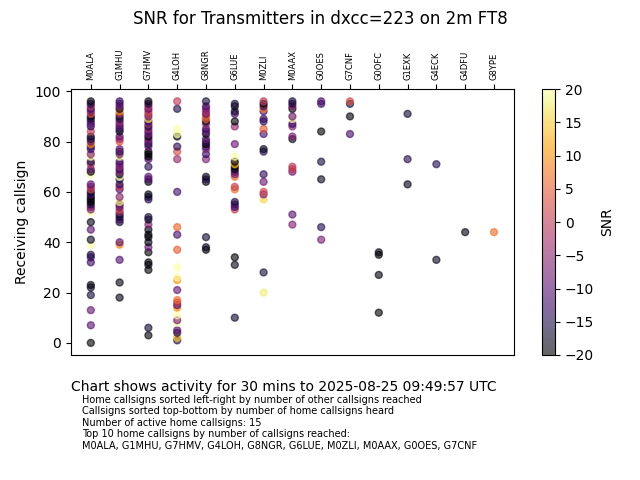 SNR for Transmitters in dxcc=223 on 2m FT8
M0ALA G1MHU G7HMV G4LOH G8NGR G6LUE M0ZLI M0AAX G0OES G7CNF G0OFC G1EXK G4ECK G4DFU G8YPE
100
80
60
40
20
0
Receiving callsign
20
15
10
5
0
−5
−10
−15
−20
SNR
Chart shows activity for 30 mins to 2025-08-25 09:49:57 UTC
Home callsigns sorted left-right by number of other callsigns reached
Callsigns sorted top-bottom by number of home callsigns heard
Number of active home callsigns: 15
Top 10 home callsigns by number of callsigns reached:
M0ALA, G1MHU, G7HMV, G4LOH, G8NGR, G6LUE, M0ZLI, M0AAX, G0OES, G7CNF